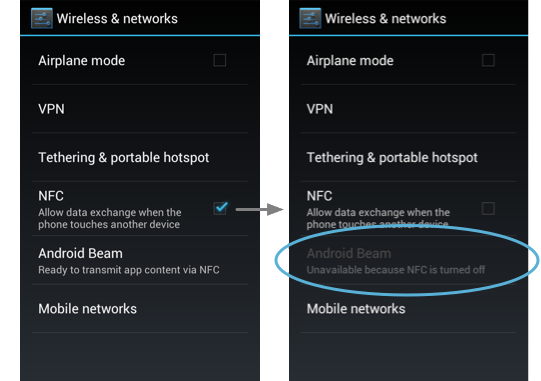 Wireless & networks
Airplane mode
VPN
Tethering & portable hotspot
NFC
Allow data exchange when the
phone touches another device
Android Beam
Ready to transmit app content via NFC
Mobile networks
Wireless & networks
Airplane mode
VPN
Tethering & portable hotspot
NFC
Allow data exchange when the
phone touches another device
Android Beam
Unavailable because NFC is turned off
Mobile networks